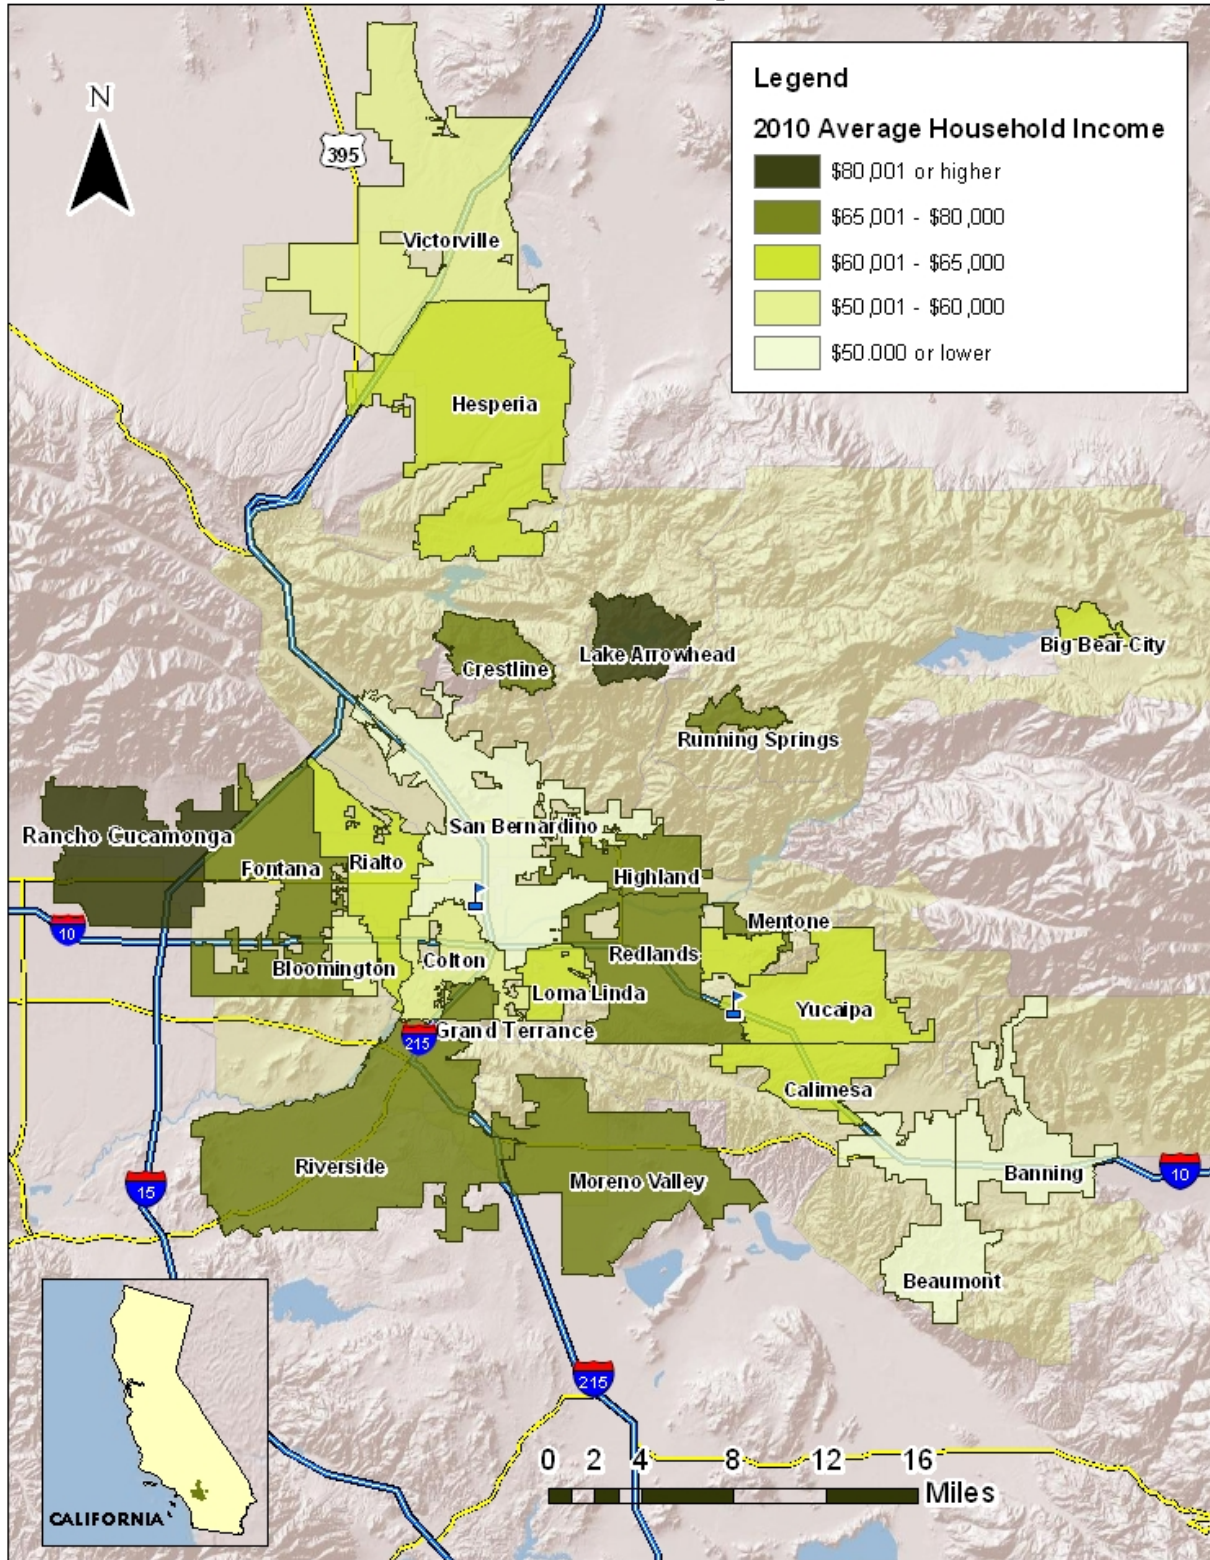 N
395
Legend
2010 Average Household Income
$80,001 or higher
$65,001 - $80,000
$60,001 - $65,000
$50,001 - $60,000
$50.000 or lower
Victorville
Hesperia
Crestline
Lake Arrowhead
Big Bear City
Running Springs
Rancho Cucamonga
San Bernardino
Fontana
Rialto
Highland
Mentone
10
Bloomington
Colton
Redlands
Loma Linda
Yucaipa
Grand Terrance
215
Calimesa
Riverside
Moreno Valley
Banning
15
10
Beaumont
215
CALIFORNIA
0 2 4 8 12 16
Miles